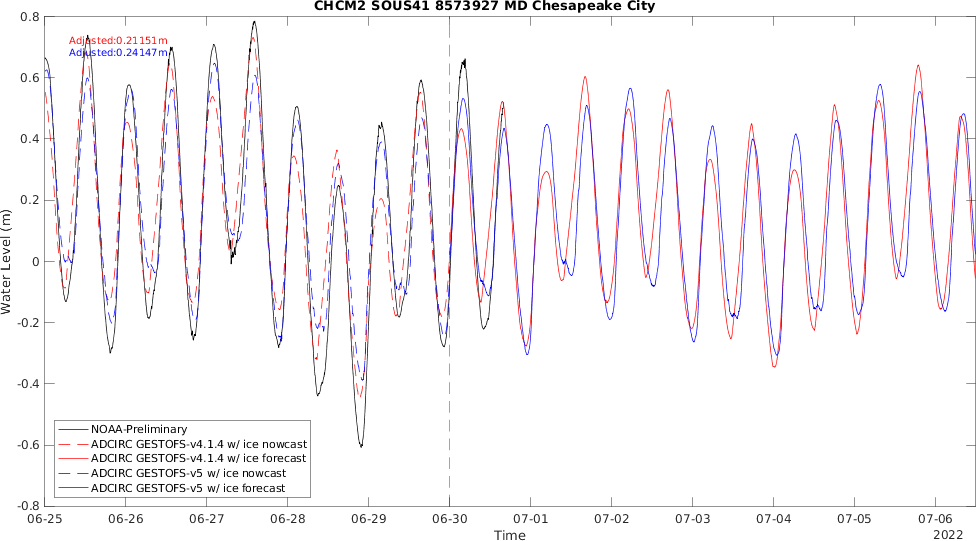 CHCM2 SOUS41 8573927 MD Chesapeake City
Adjusted:0.21151m
Adjusted:0.24147m
0.8
0.6
0.4
0.2
0
-0.2
-0.4
-0.6
-0.8
Water Level (m)
NOAA-Preliminary
ADCIRC GESTOFS-v4.1.4 w/ ice nowcast
ADCIRC GESTOFS-v4.1.4 w/ ice forecast
ADCIRC GESTOFS-v5 w/ ice nowcast
ADCIRC GESTOFS-v5 w/ ice forecast
06-25 06-26 06-27 06-28 06-29 06-30 07-01 07-02 07-03 07-04 07-05 07-06
Time
2022